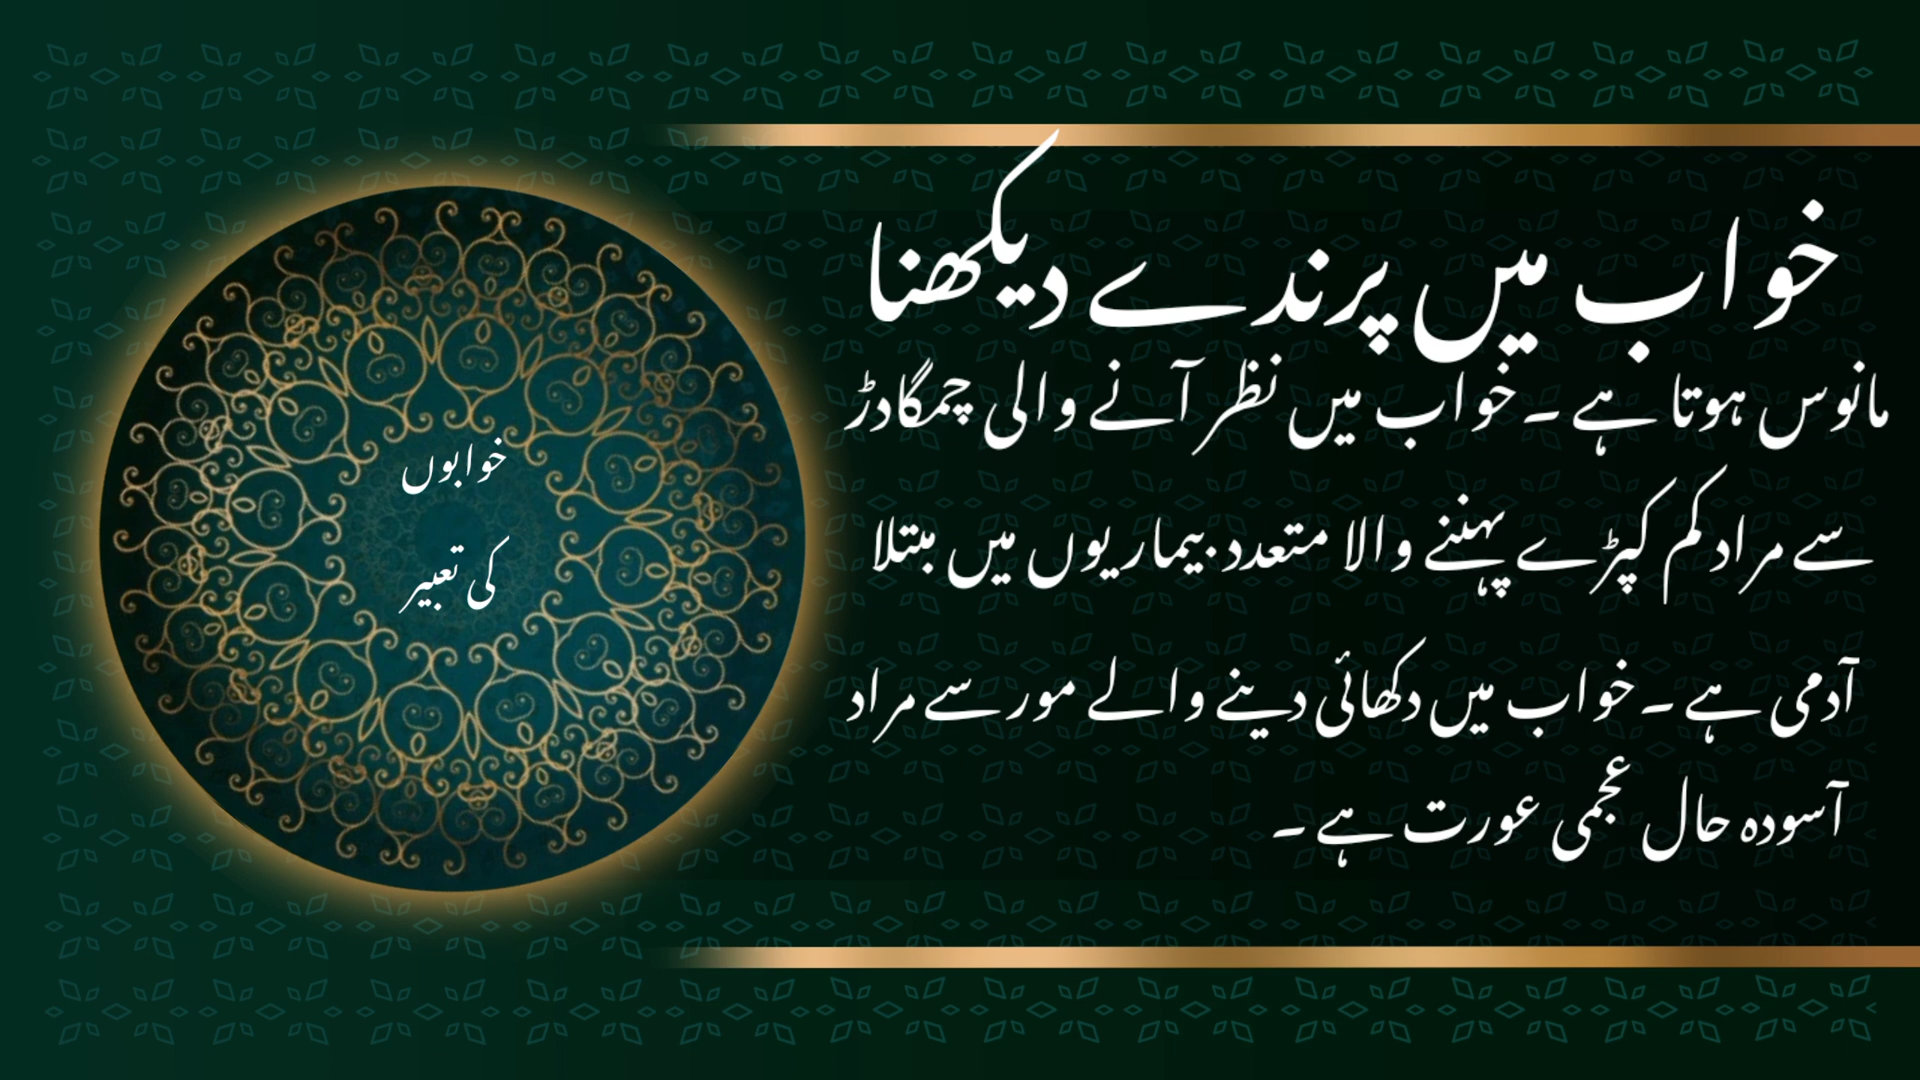 خواب میں پرندے دیکھنا
مانوس ہوتا ہے ۔ خواب میں نظر آنے والی چمگادڑ
سے مراد کم کپڑے پہننے والا متعدد بیماریوں میں مبتلا
آدمی ہے ۔ خواب میں دکھائی دینے والے مور سے مراد
آسودہ حال عجمی عورت ہے ۔
خوابوں
کی تعبیر